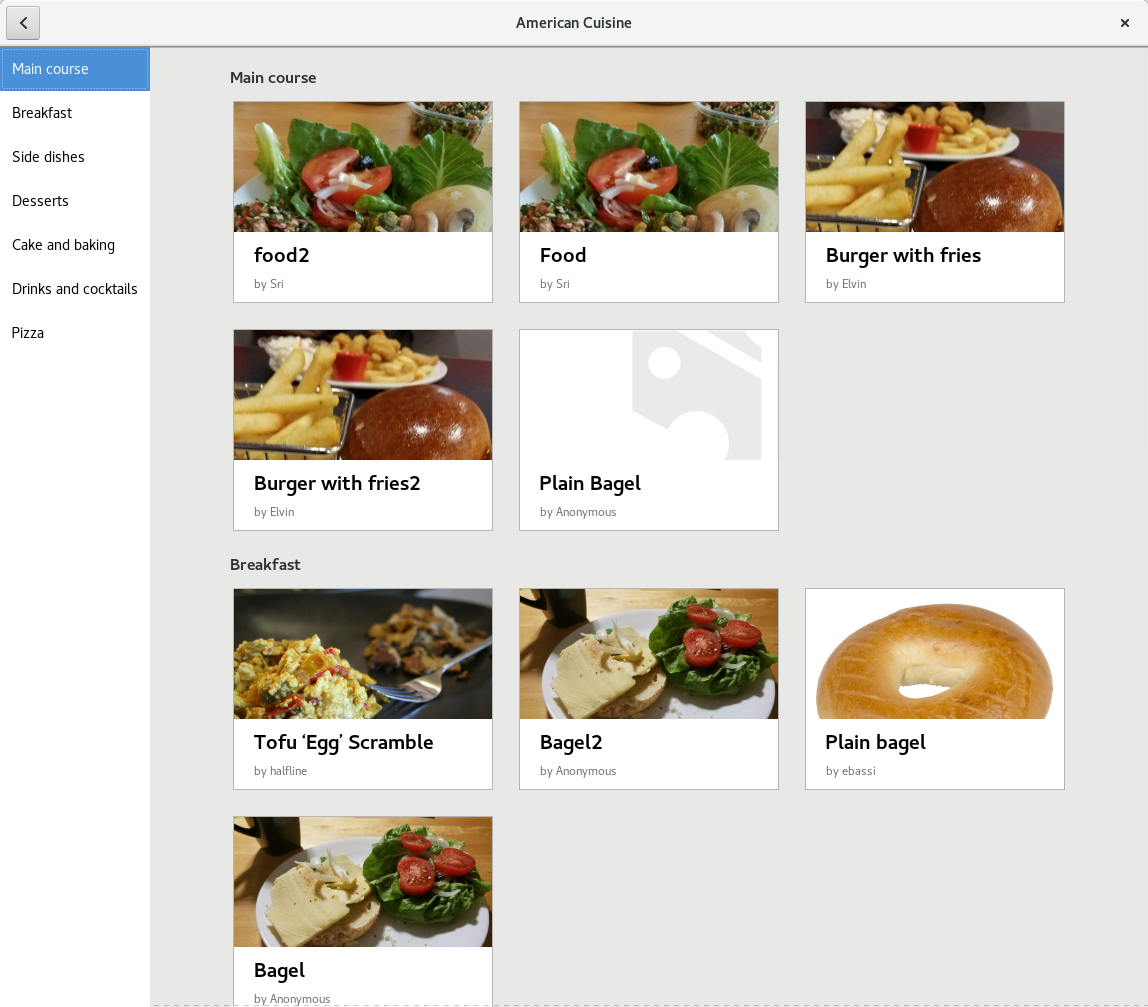 American Cuisine
Main course
Breakfast
Side dishes
Desserts
Cake and baking
Drinks and cocktails
Pizza
Main course
food2
by Sri
Food
by Sri
Burger with fries
by Elvin
Burger with fries2
by Elvin
Plain Bagel
by Anonymous
Breakfast
Tofu ‘Egg’ Scramble
by halfline
Bagel2
by Anonymous
Plain bagel
by ebassi
Bagel
by Anonymous